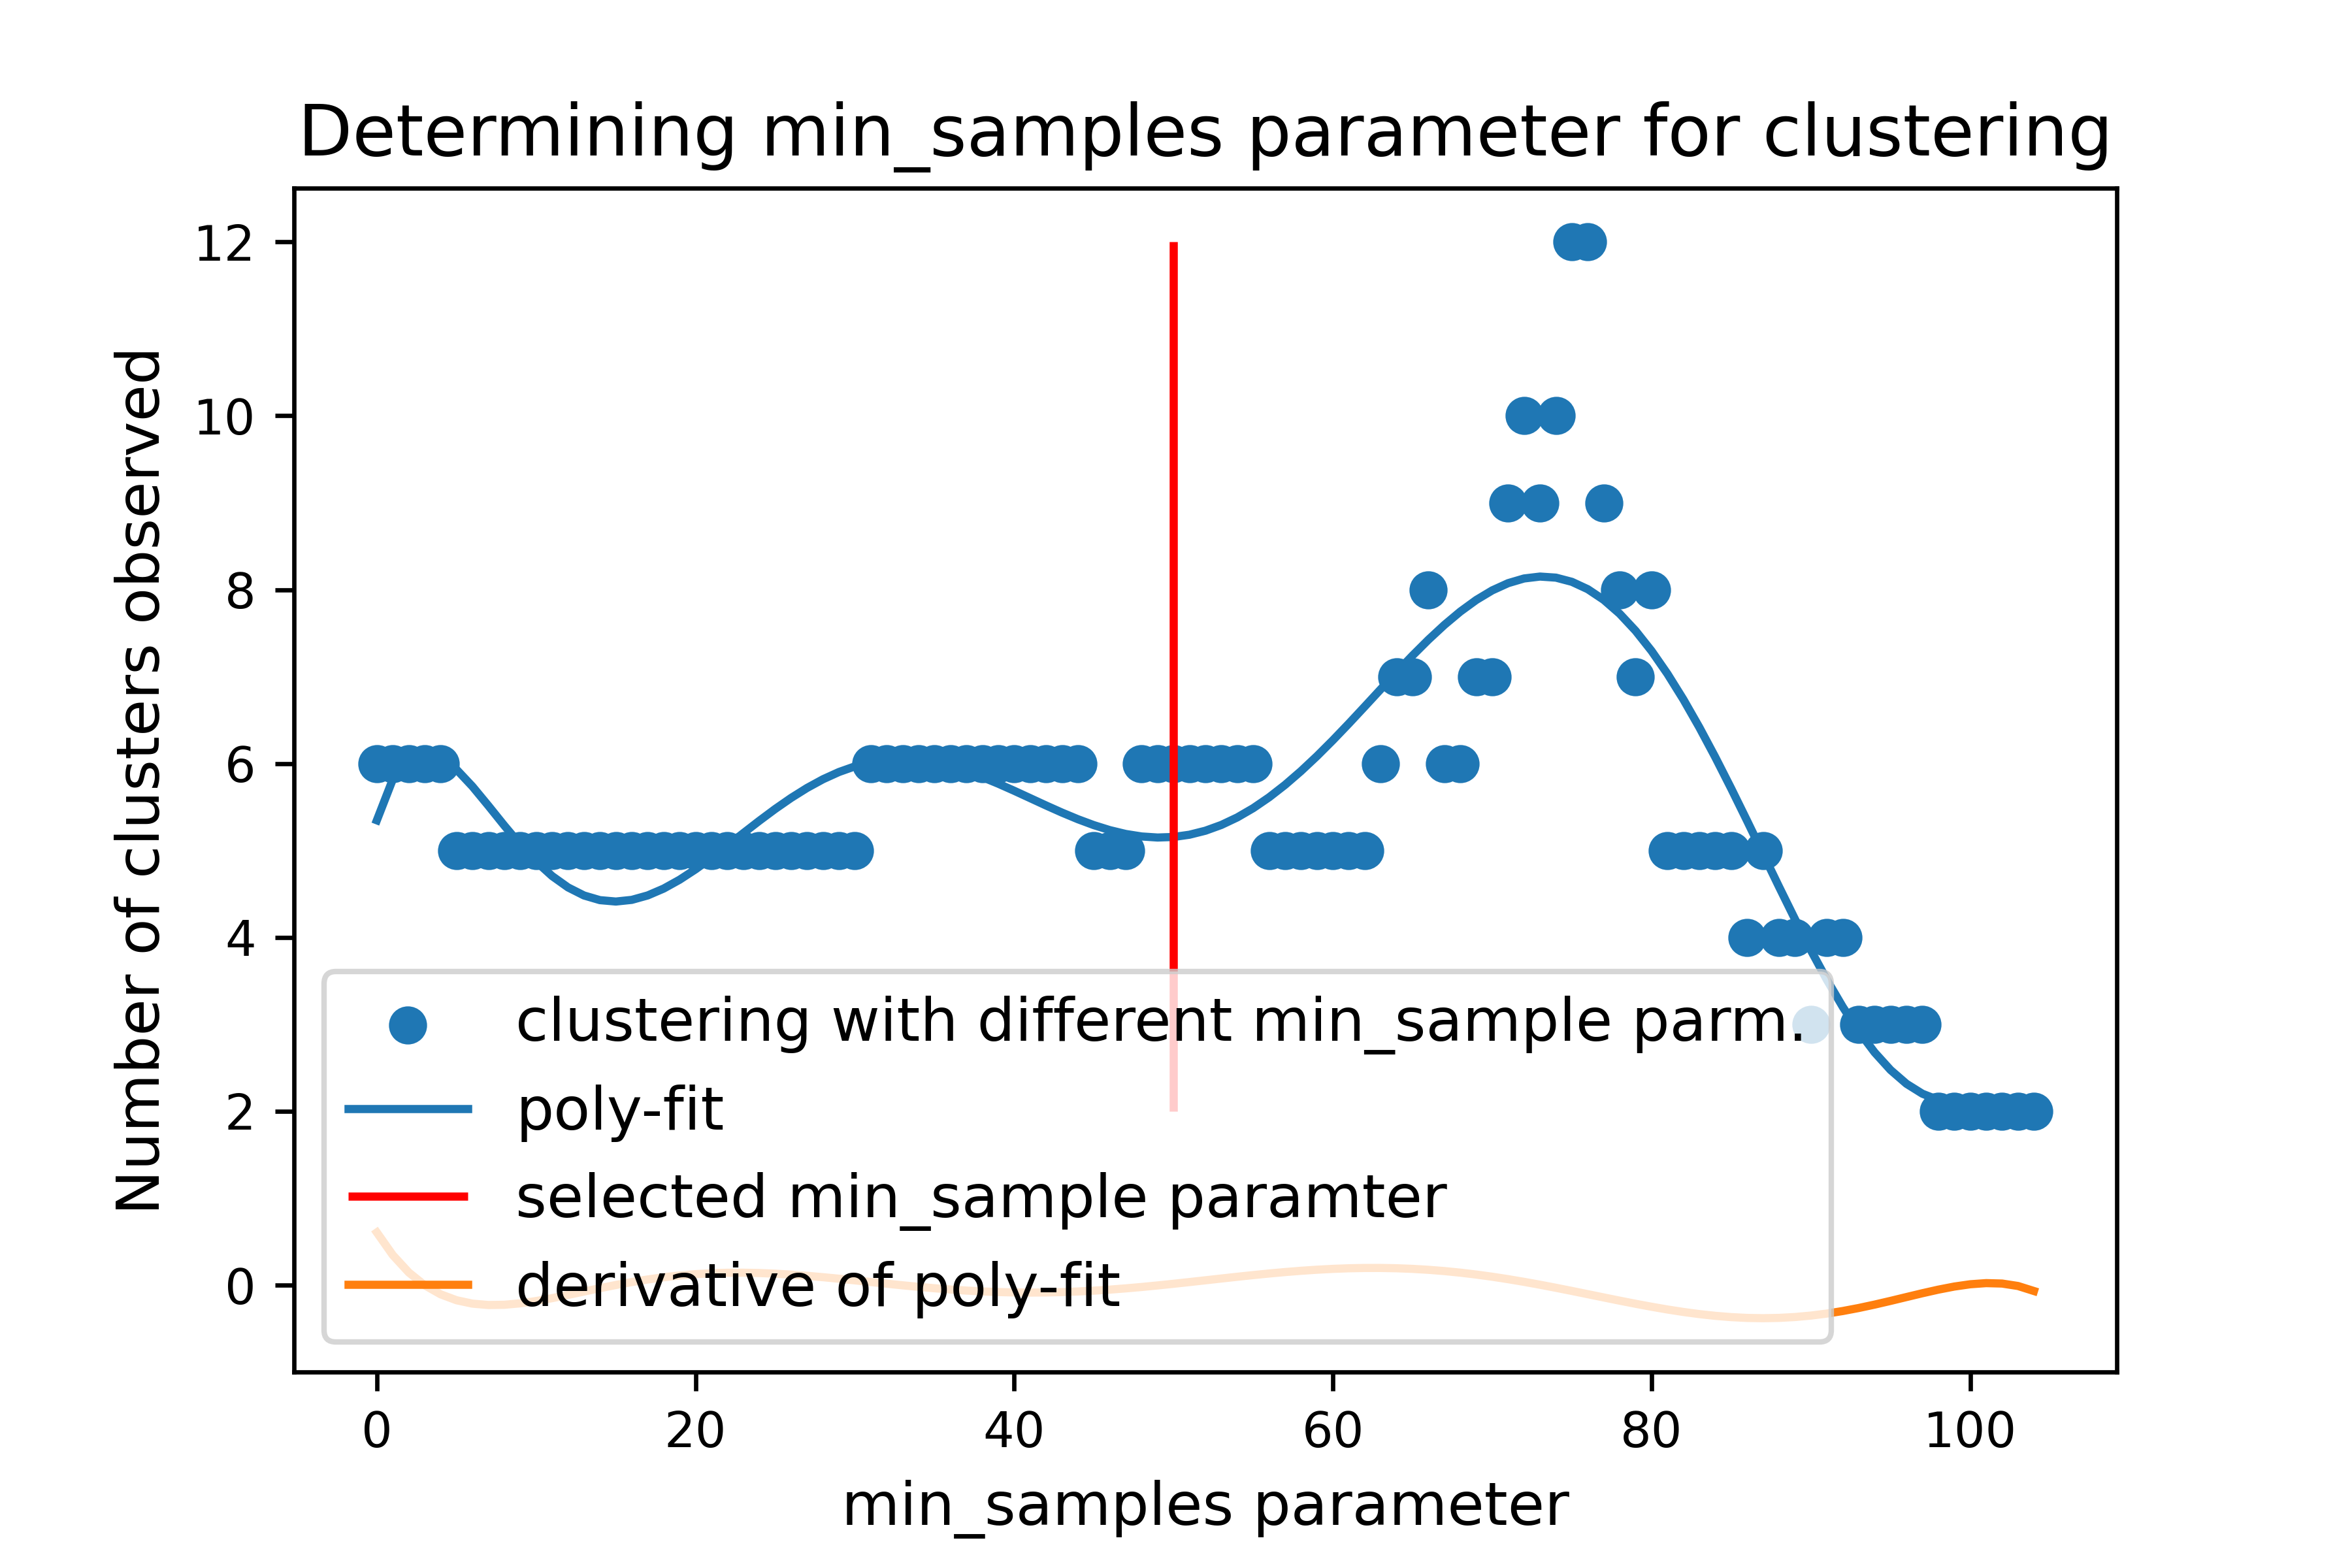 Determining min_samples parameter for clustering
Number of clusters observed
12
10
8
6
4
2
0
clustering with different min_sample parm.
poly-fit
selected min_sample paramter
derivative of poly-fit
0 20 40 60 80 100
min_samples parameter